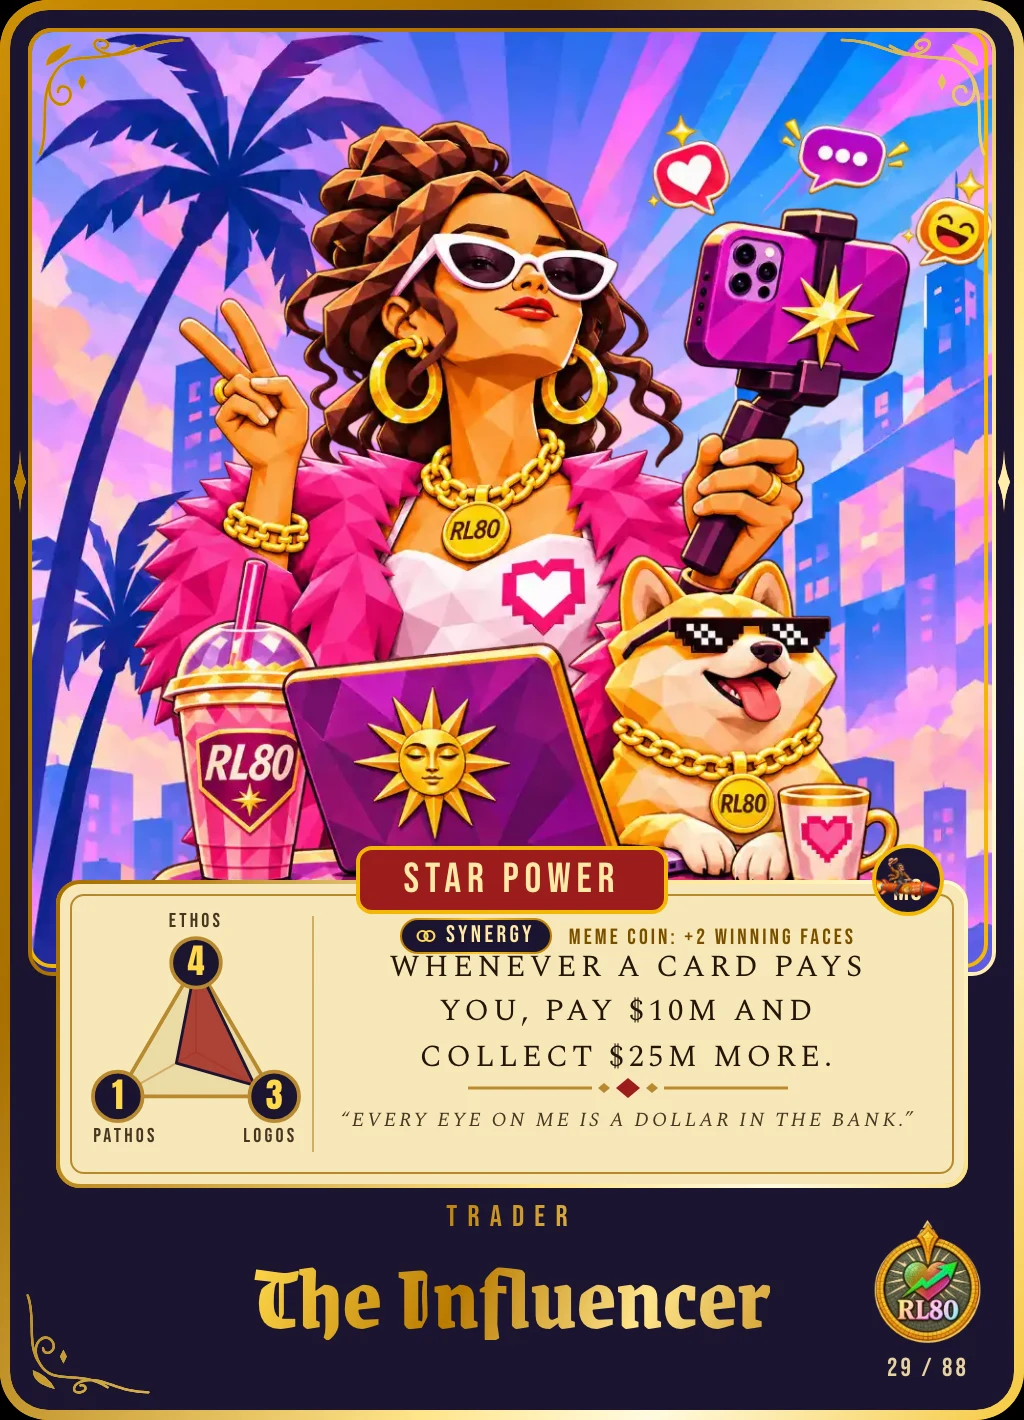 RL80
RL80
RL80
STAR POWER
SYNERGY MEME COIN: +2 WINNING FACES
WHENEVER A CARD PAYS
YOU, PAY $10M AND
COLLECT $25M MORE.
“EVERY EYE ON ME IS A DOLLAR IN THE BANK.”
ETHOS
4
1
3
PATHOS
LOGOS
TRADER
The Influencer
RL80
29 / 88